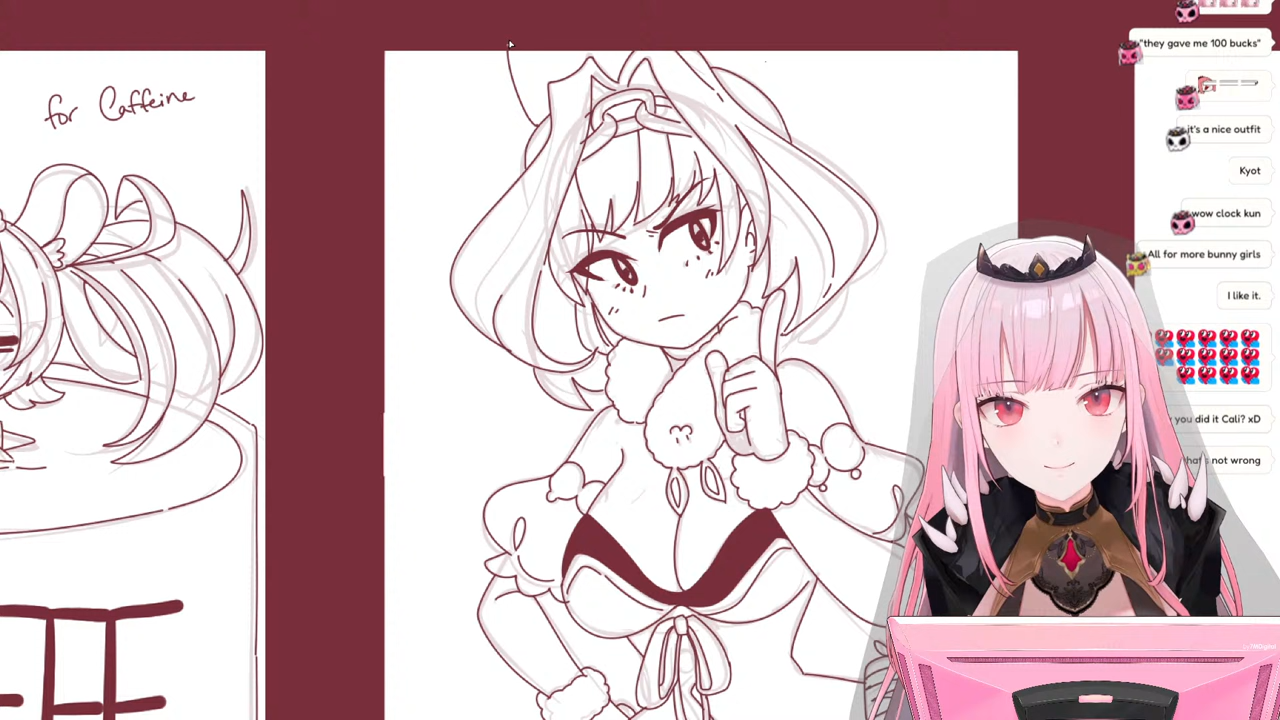 for Caffeine
"they gave me 100 bucks"
it's a nice outfit
Kyot
wow clock kun
All for more bunny girls
I like it.
you did it Cali? xD
that's not wrong